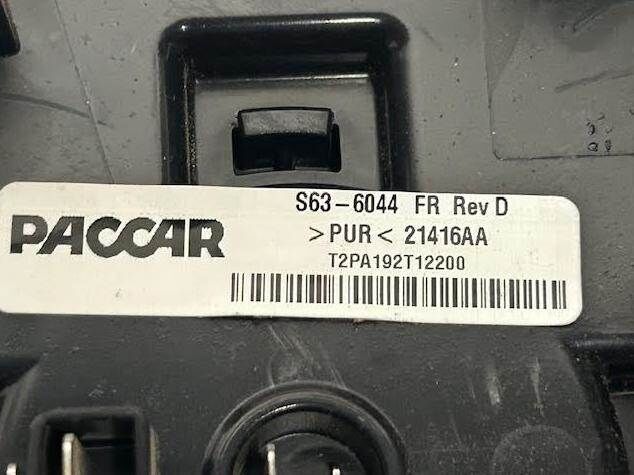 PACCAR
S63-6044 FR Rev D
>PUR< 21416AA
T2PA192T12200